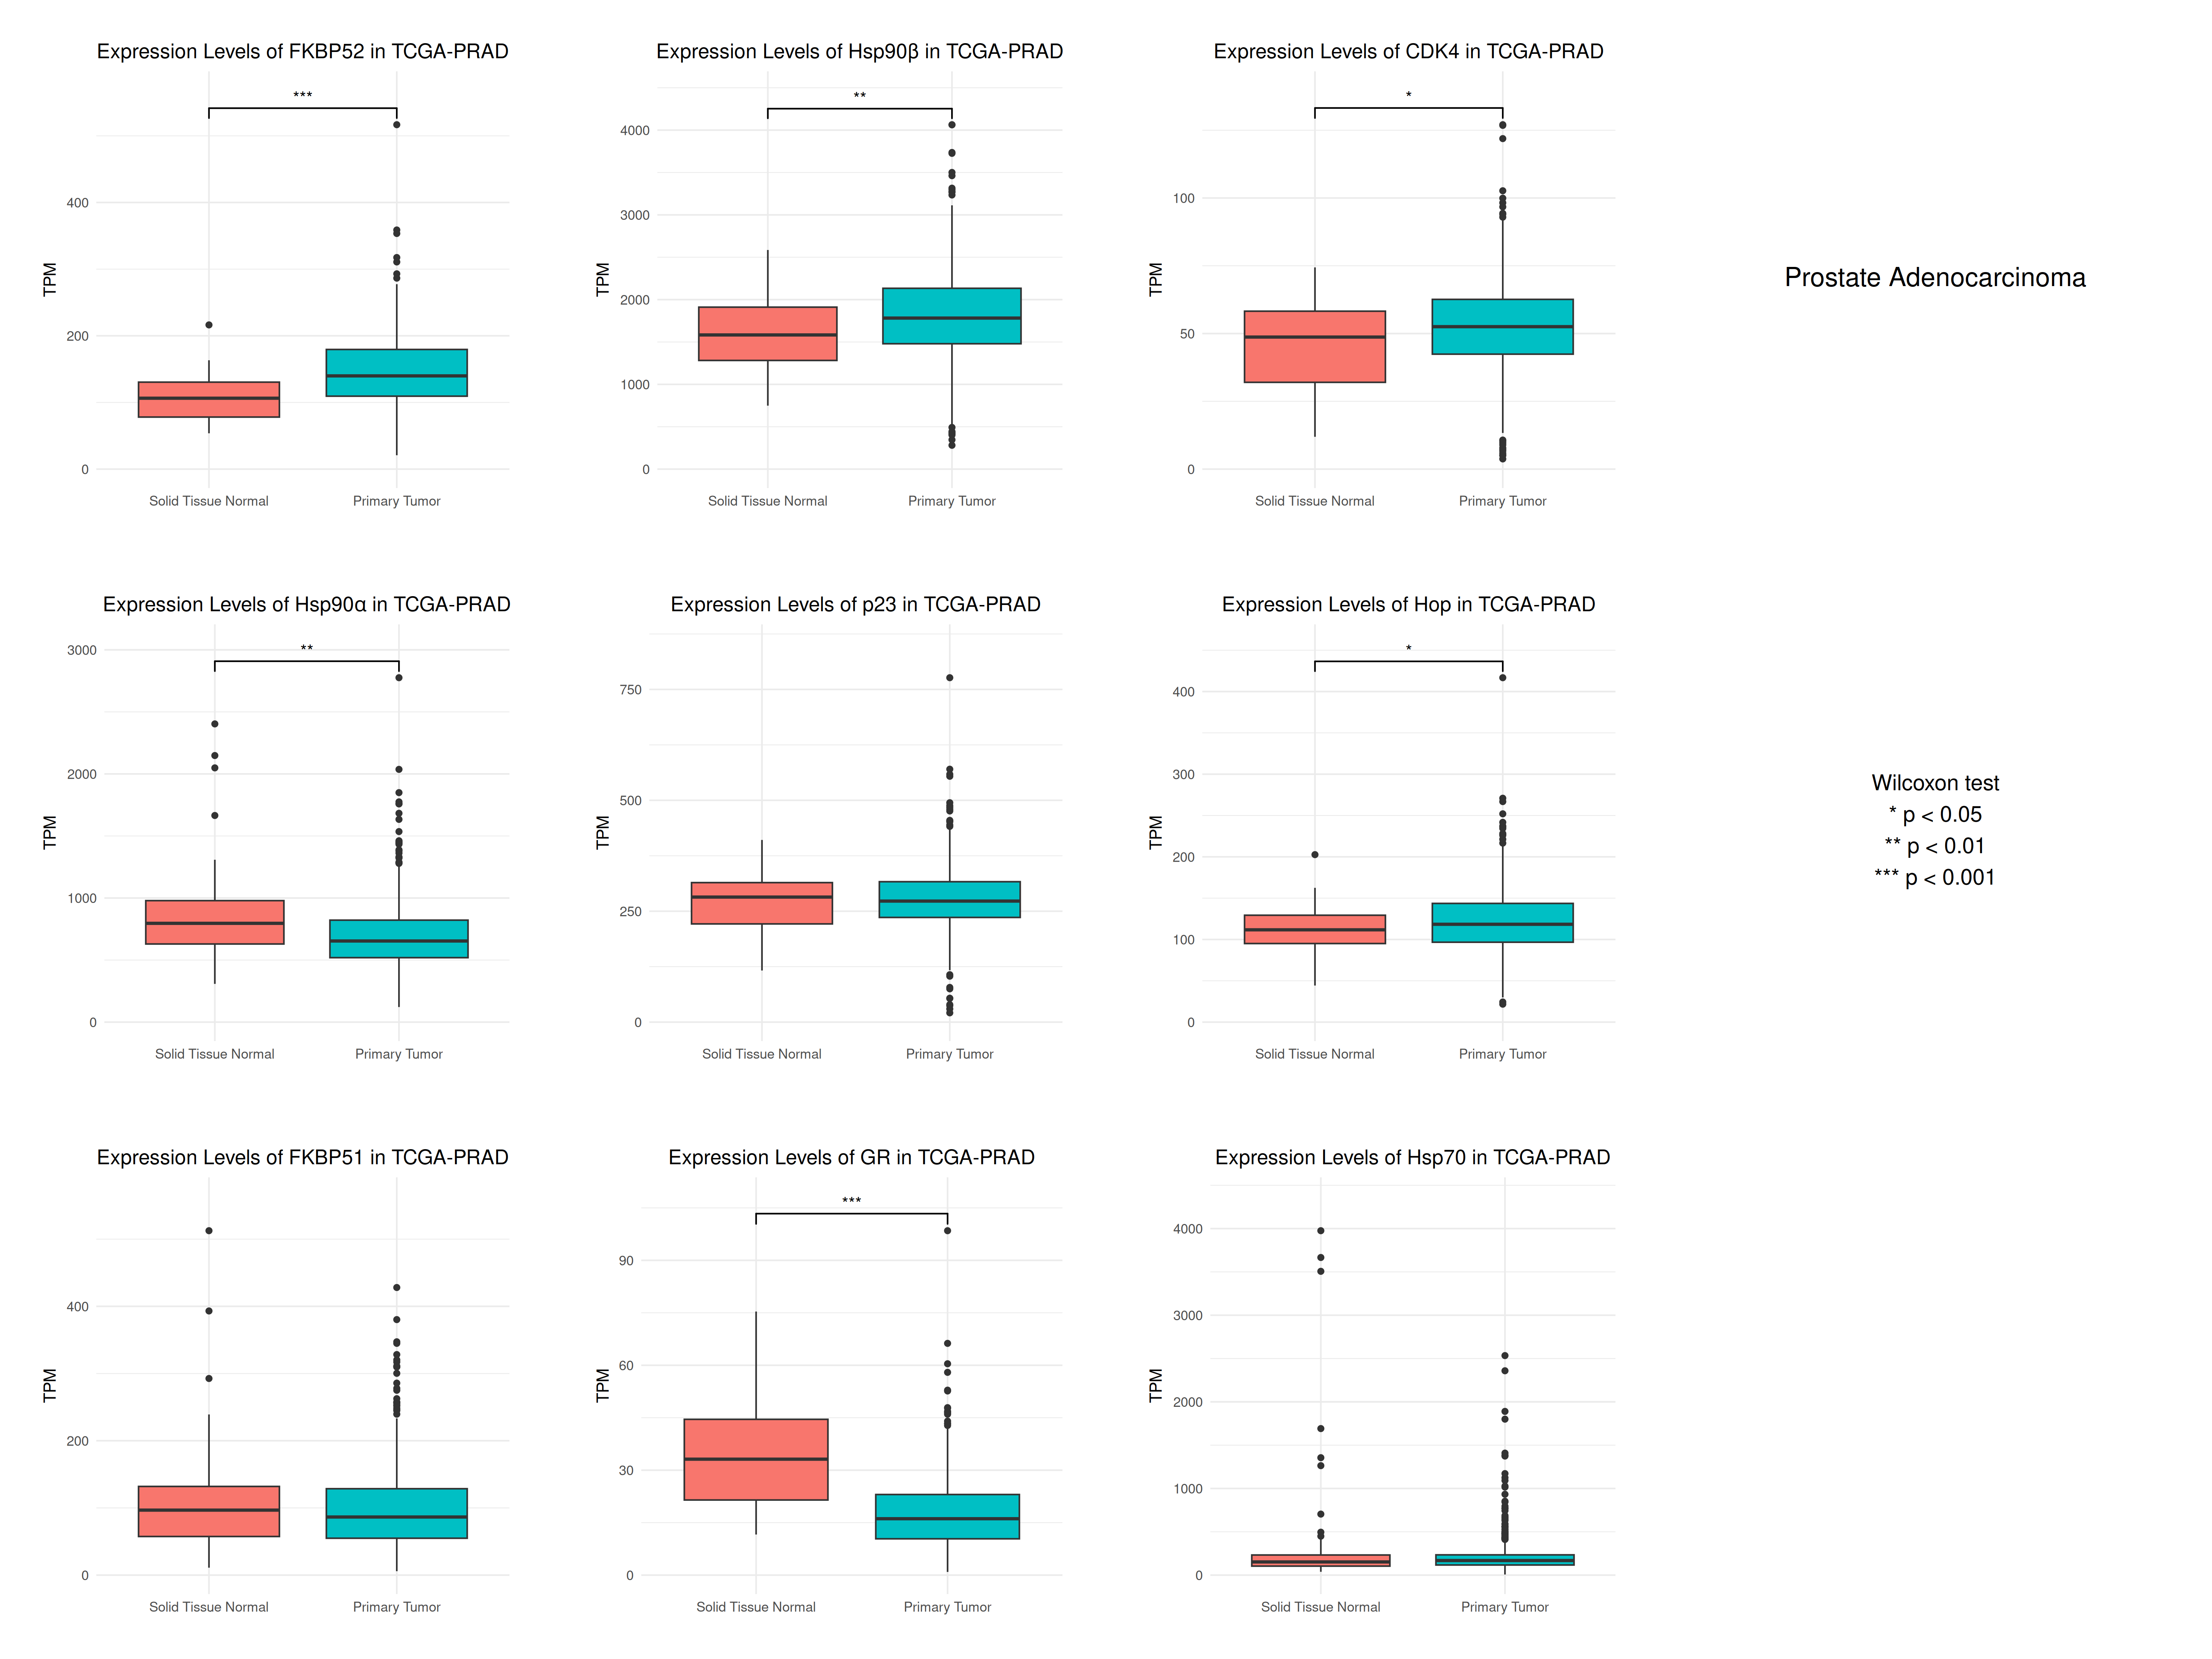 Expression Levels of FKBP52 in TCGA-PRAD
***
TPM
400
200
0
Solid Tissue Normal
Primary Tumor
Expression Levels of Hsp90β in TCGA-PRAD
**
TPM
4000
3000
2000
1000
0
Solid Tissue Normal
Primary Tumor
Expression Levels of CDK4 in TCGA-PRAD
*
TPM
100
50
0
Solid Tissue Normal
Primary Tumor
Prostate Adenocarcinoma
Expression Levels of Hsp90α in TCGA-PRAD
**
TPM
3000
2000
1000
0
Solid Tissue Normal
Primary Tumor
Expression Levels of p23 in TCGA-PRAD
TPM
750
500
250
0
Solid Tissue Normal
Primary Tumor
Expression Levels of Hop in TCGA-PRAD
*
TPM
400
300
200
100
0
Solid Tissue Normal
Primary Tumor
Wilcoxon test
* p < 0.05
** p < 0.01
*** p < 0.001
Expression Levels of FKBP51 in TCGA-PRAD
TPM
400
200
0
Solid Tissue Normal
Primary Tumor
Expression Levels of GR in TCGA-PRAD
***
TPM
90
60
30
0
Solid Tissue Normal
Primary Tumor
Expression Levels of Hsp70 in TCGA-PRAD
TPM
4000
3000
2000
1000
0
Solid Tissue Normal
Primary Tumor